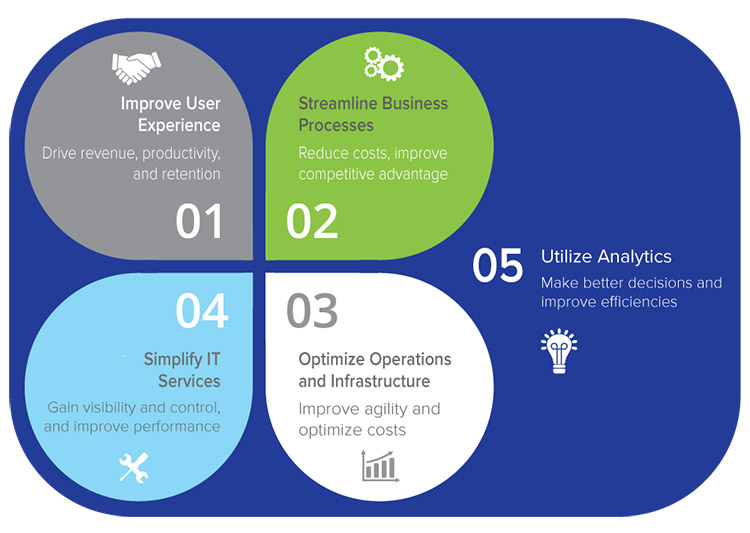 Improve User
Experience
Drive revenue, productivity,
and retention
01
Streamline Business
Processes
Reduce costs, improve
competitive advantage
02
03
Optimize Operations
and Infrastructure
Improve agility and
optimize costs
04
Simplify IT
Services
Gain visibility and control,
and improve performance
05
Utilize Analytics
Make better decisions and
improve efficiencies